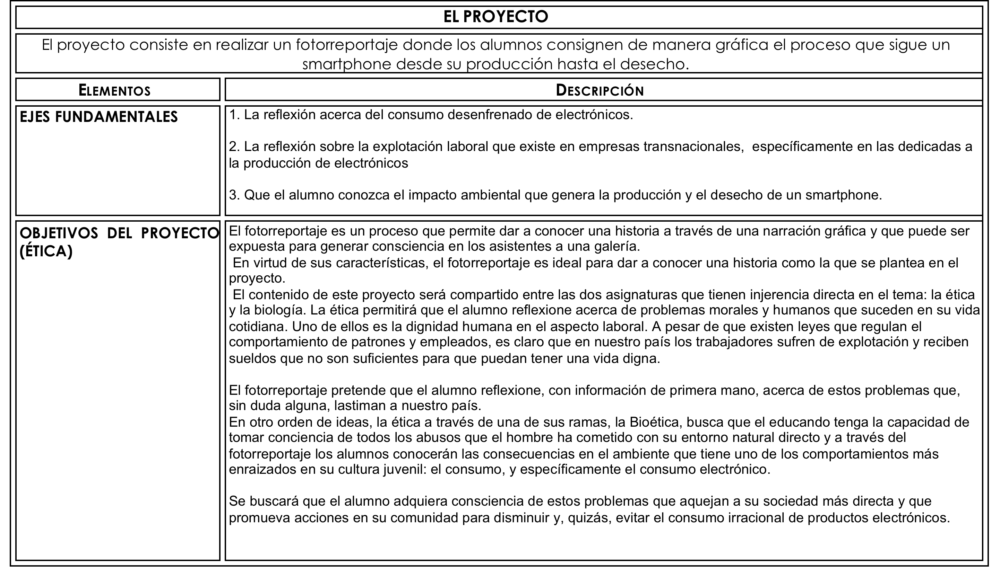 EL PROYECTO
El proyecto consiste en realizar un fotorreportaje donde los alumnos consignen de manera gráfica el proceso que sigue un
smartphone desde su producción hasta el desecho.
ELEMENTOS
DESCRIPCIÓN
EJES FUNDAMENTALES
1. La reflexión acerca del consumo desenfrenado de electrónicos.
2. La reflexión sobre la explotación laboral que existe en empresas transnacionales,  específicamente en las dedicadas a
la producción de electrónicos
3. Que el alumno conozca el impacto ambiental que genera la producción y el desecho de un smartphone.
OBJETIVOS DEL PROYECTO
(ÉTICA)
El fotorreportaje es un proceso que permite dar a conocer una historia a través de una narración gráfica y que puede ser
expuesta para generar consciencia en los asistentes a una galería.
En virtud de sus características, el fotorreportaje es ideal para dar a conocer una historia como la que se plantea en el
proyecto.
El contenido de este proyecto será compartido entre las dos asignaturas que tienen injerencia directa en el tema: la ética
y la biología. La ética permitirá que el alumno reflexione acerca de problemas morales y humanos que suceden en su vida
cotidiana. Uno de ellos es la dignidad humana en el aspecto laboral. A pesar de que existen leyes que regulan el
comportamiento de patrones y empleados, es claro que en nuestro país los trabajadores sufren de explotación y reciben
sueldos que no son suficientes para que puedan tener una vida digna.
El fotorreportaje pretende que el alumno reflexione, con información de primera mano, acerca de estos problemas que,
sin duda alguna, lastiman a nuestro país.
En otro orden de ideas, la ética a través de una de sus ramas, la Bioética, busca que el educando tenga la capacidad de
tomar conciencia de todos los abusos que el hombre ha cometido con su entorno natural directo y a través del
fotorreportaje los alumnos conocerán las consecuencias en el ambiente que tiene uno de los comportamientos más
enraizados en su cultura juvenil: el consumo, y específicamente el consumo electrónico.
Se buscará que el alumno adquiera consciencia de estos problemas que aquejan a su sociedad más directa y que
promueva acciones en su comunidad para disminuir y, quizás, evitar el consumo irracional de productos electrónicos.